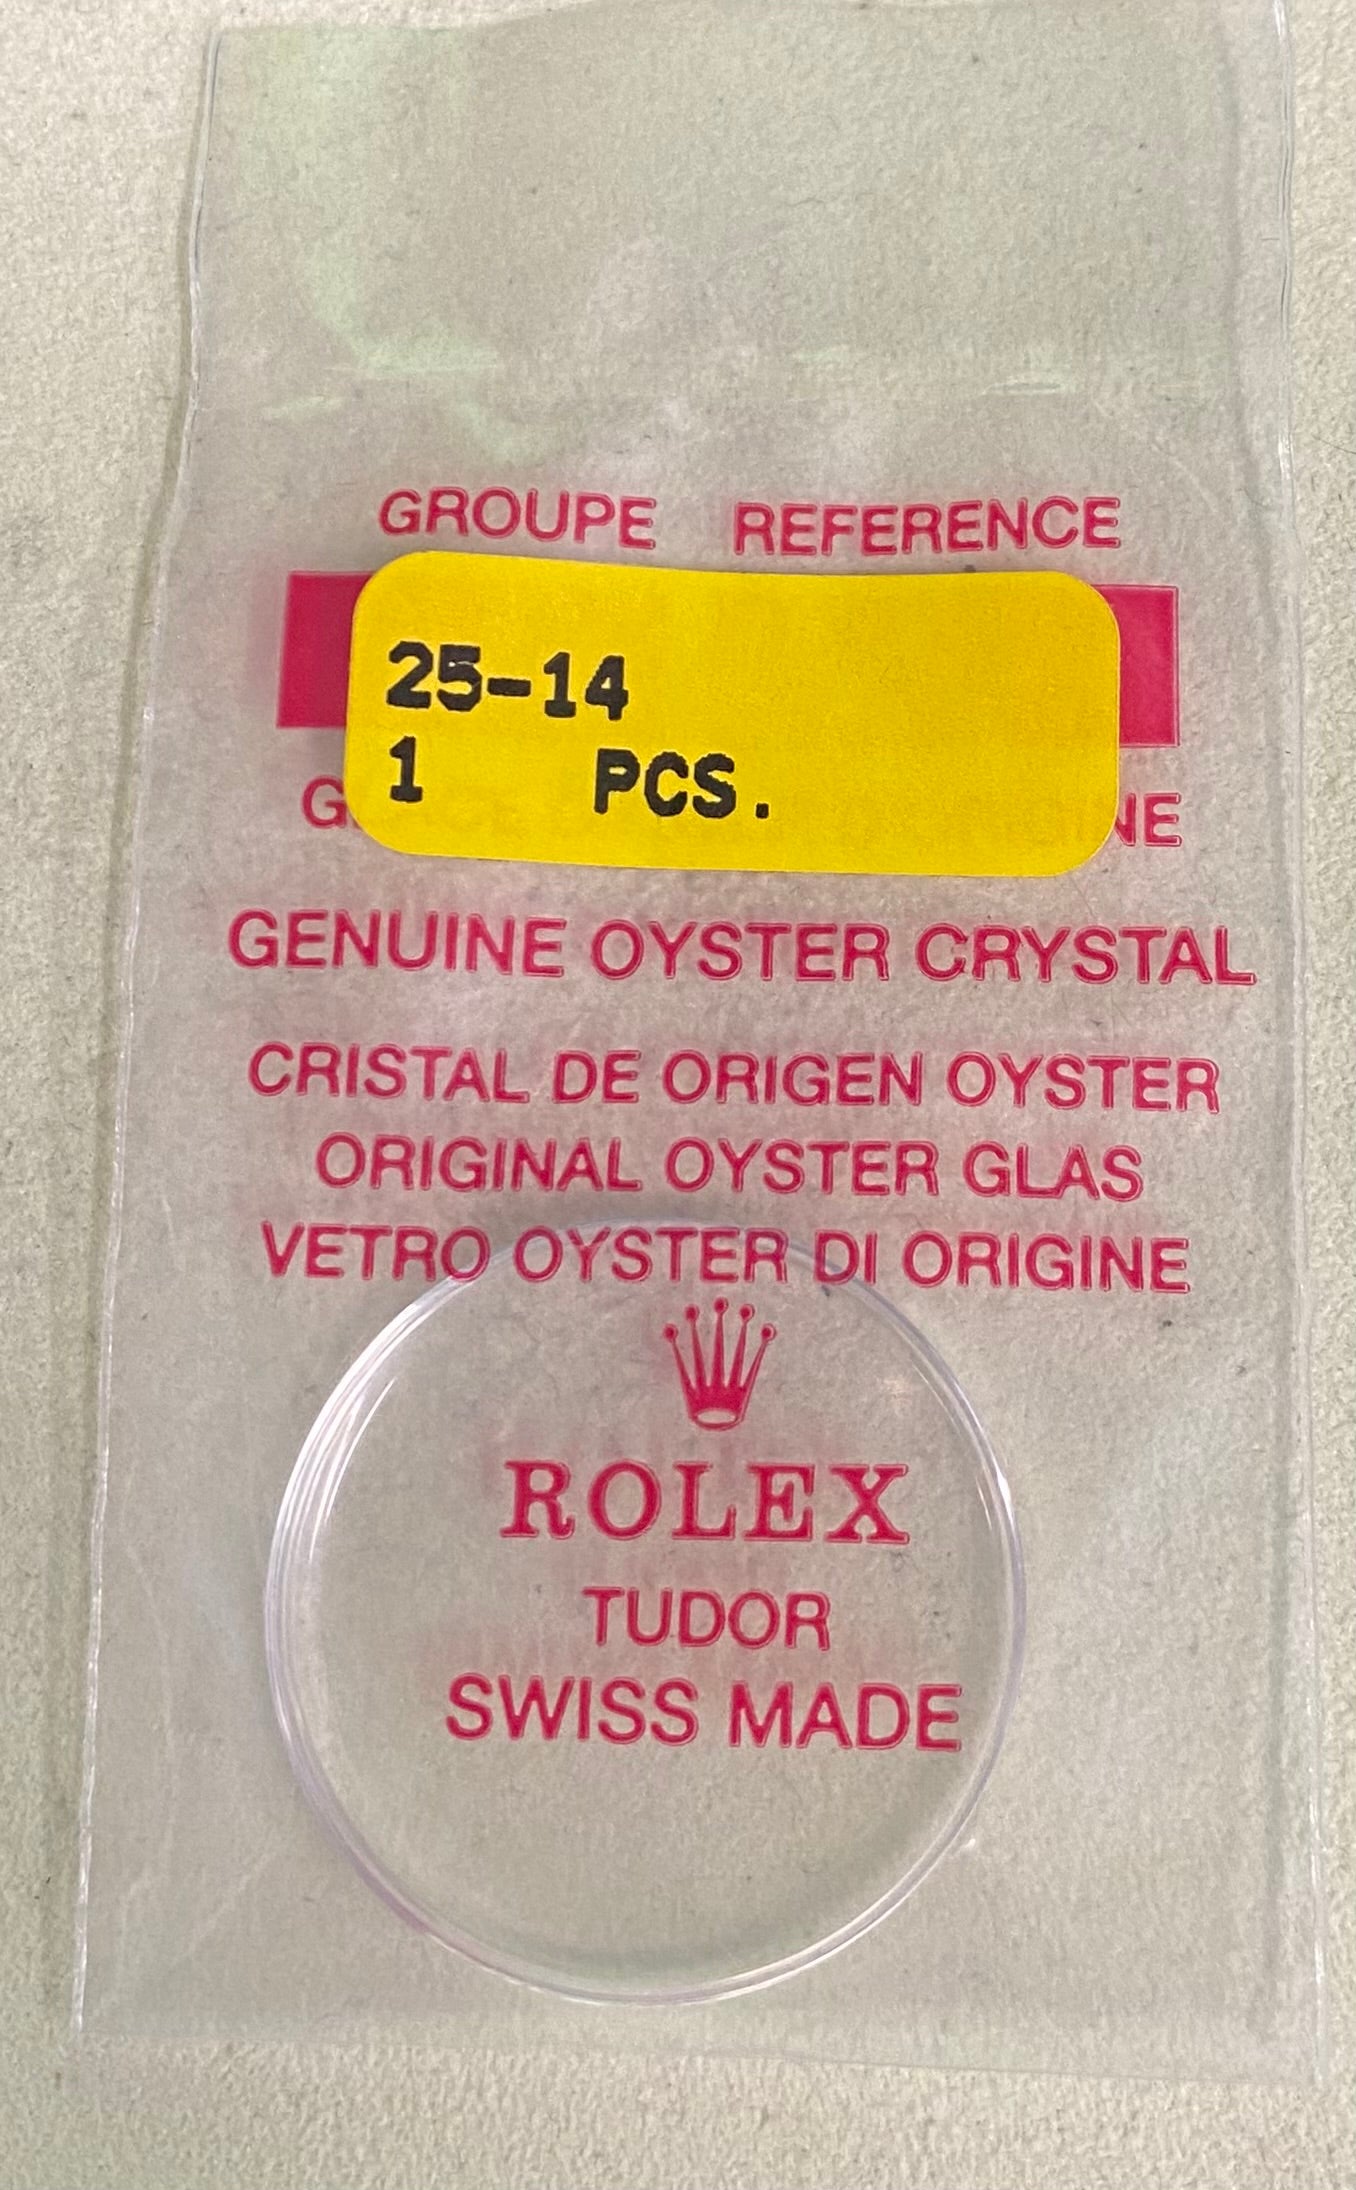 GROUPE REFERENCE
25-14
1 PCS.
GENUINE OYSTER CRYSTAL
CRISTAL DE ORIGEN OYSTER
ORIGINAL OYSTER GLAS
VETRO OYSTER DI ORIGINE
ROLEX
TUDOR
SWISS MADE